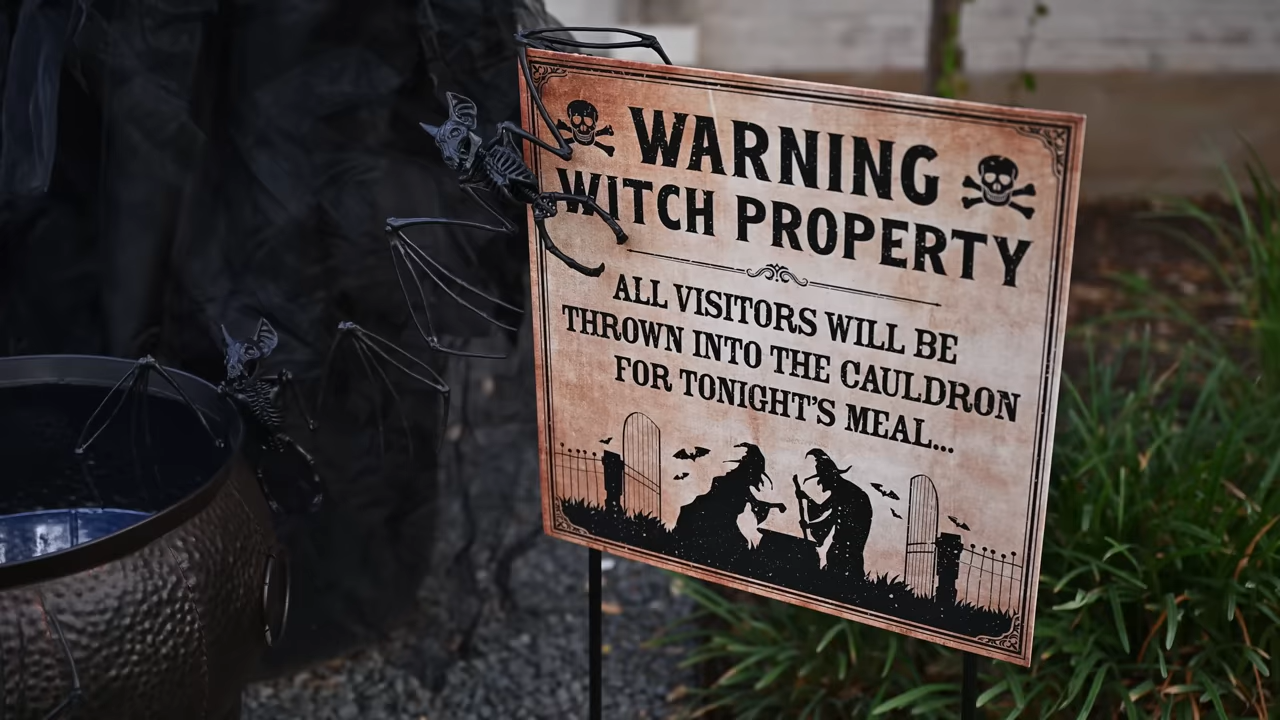 WARNING
WITCH PROPERTY
ALL VISITORS WILL BE
THROWN INTO THE CAULDRON
FOR TONIGHT'S MEAL...